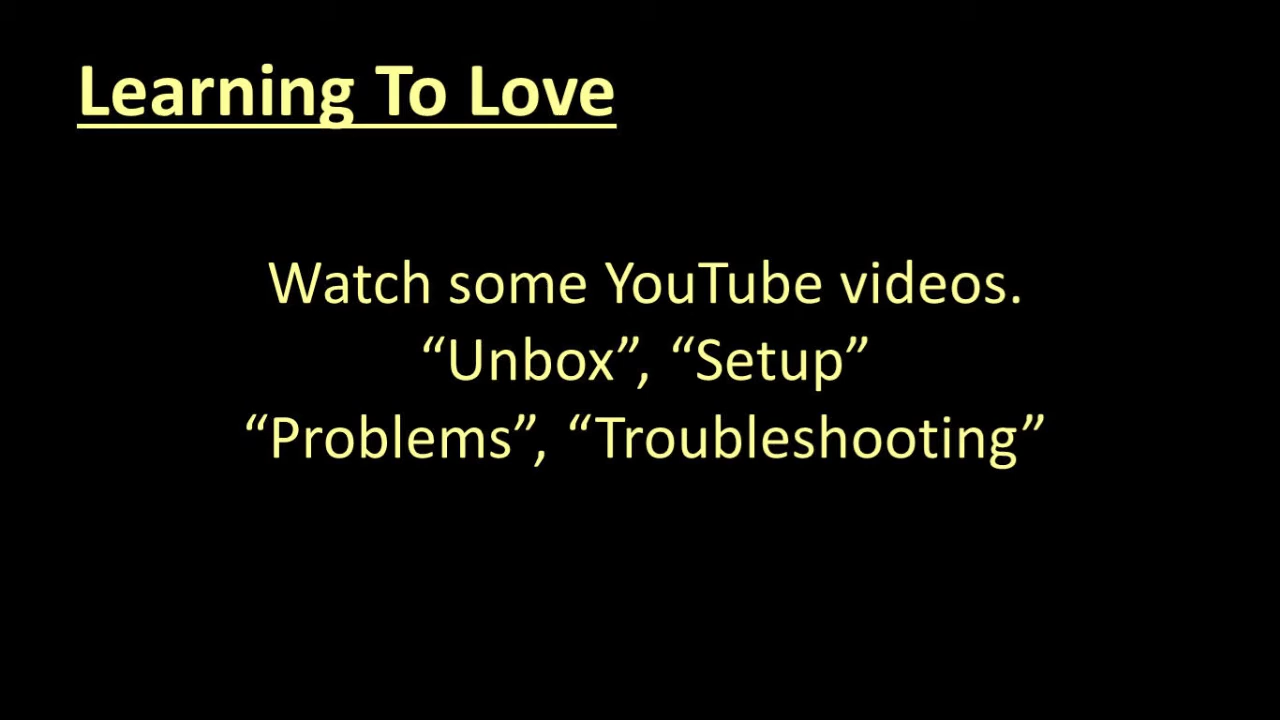 Learning To Love
Watch some YouTube videos.
“Unbox”, “Setup”
“Problems”, “Troubleshooting”